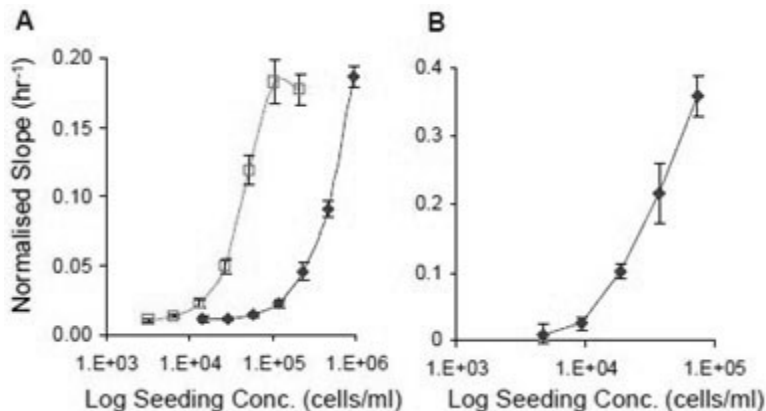 A
B
Normalised Slope (hr⁻¹)
0.20
0.15
0.10
0.05
0.00
1.E+03 1.E+04 1.E+05 1.E+06
Log Seeding Conc. (cells/ml)
0.4
0.3
0.2
0.1
0
1.E+03 1.E+04 1.E+05
Log Seeding Conc. (cells/ml)